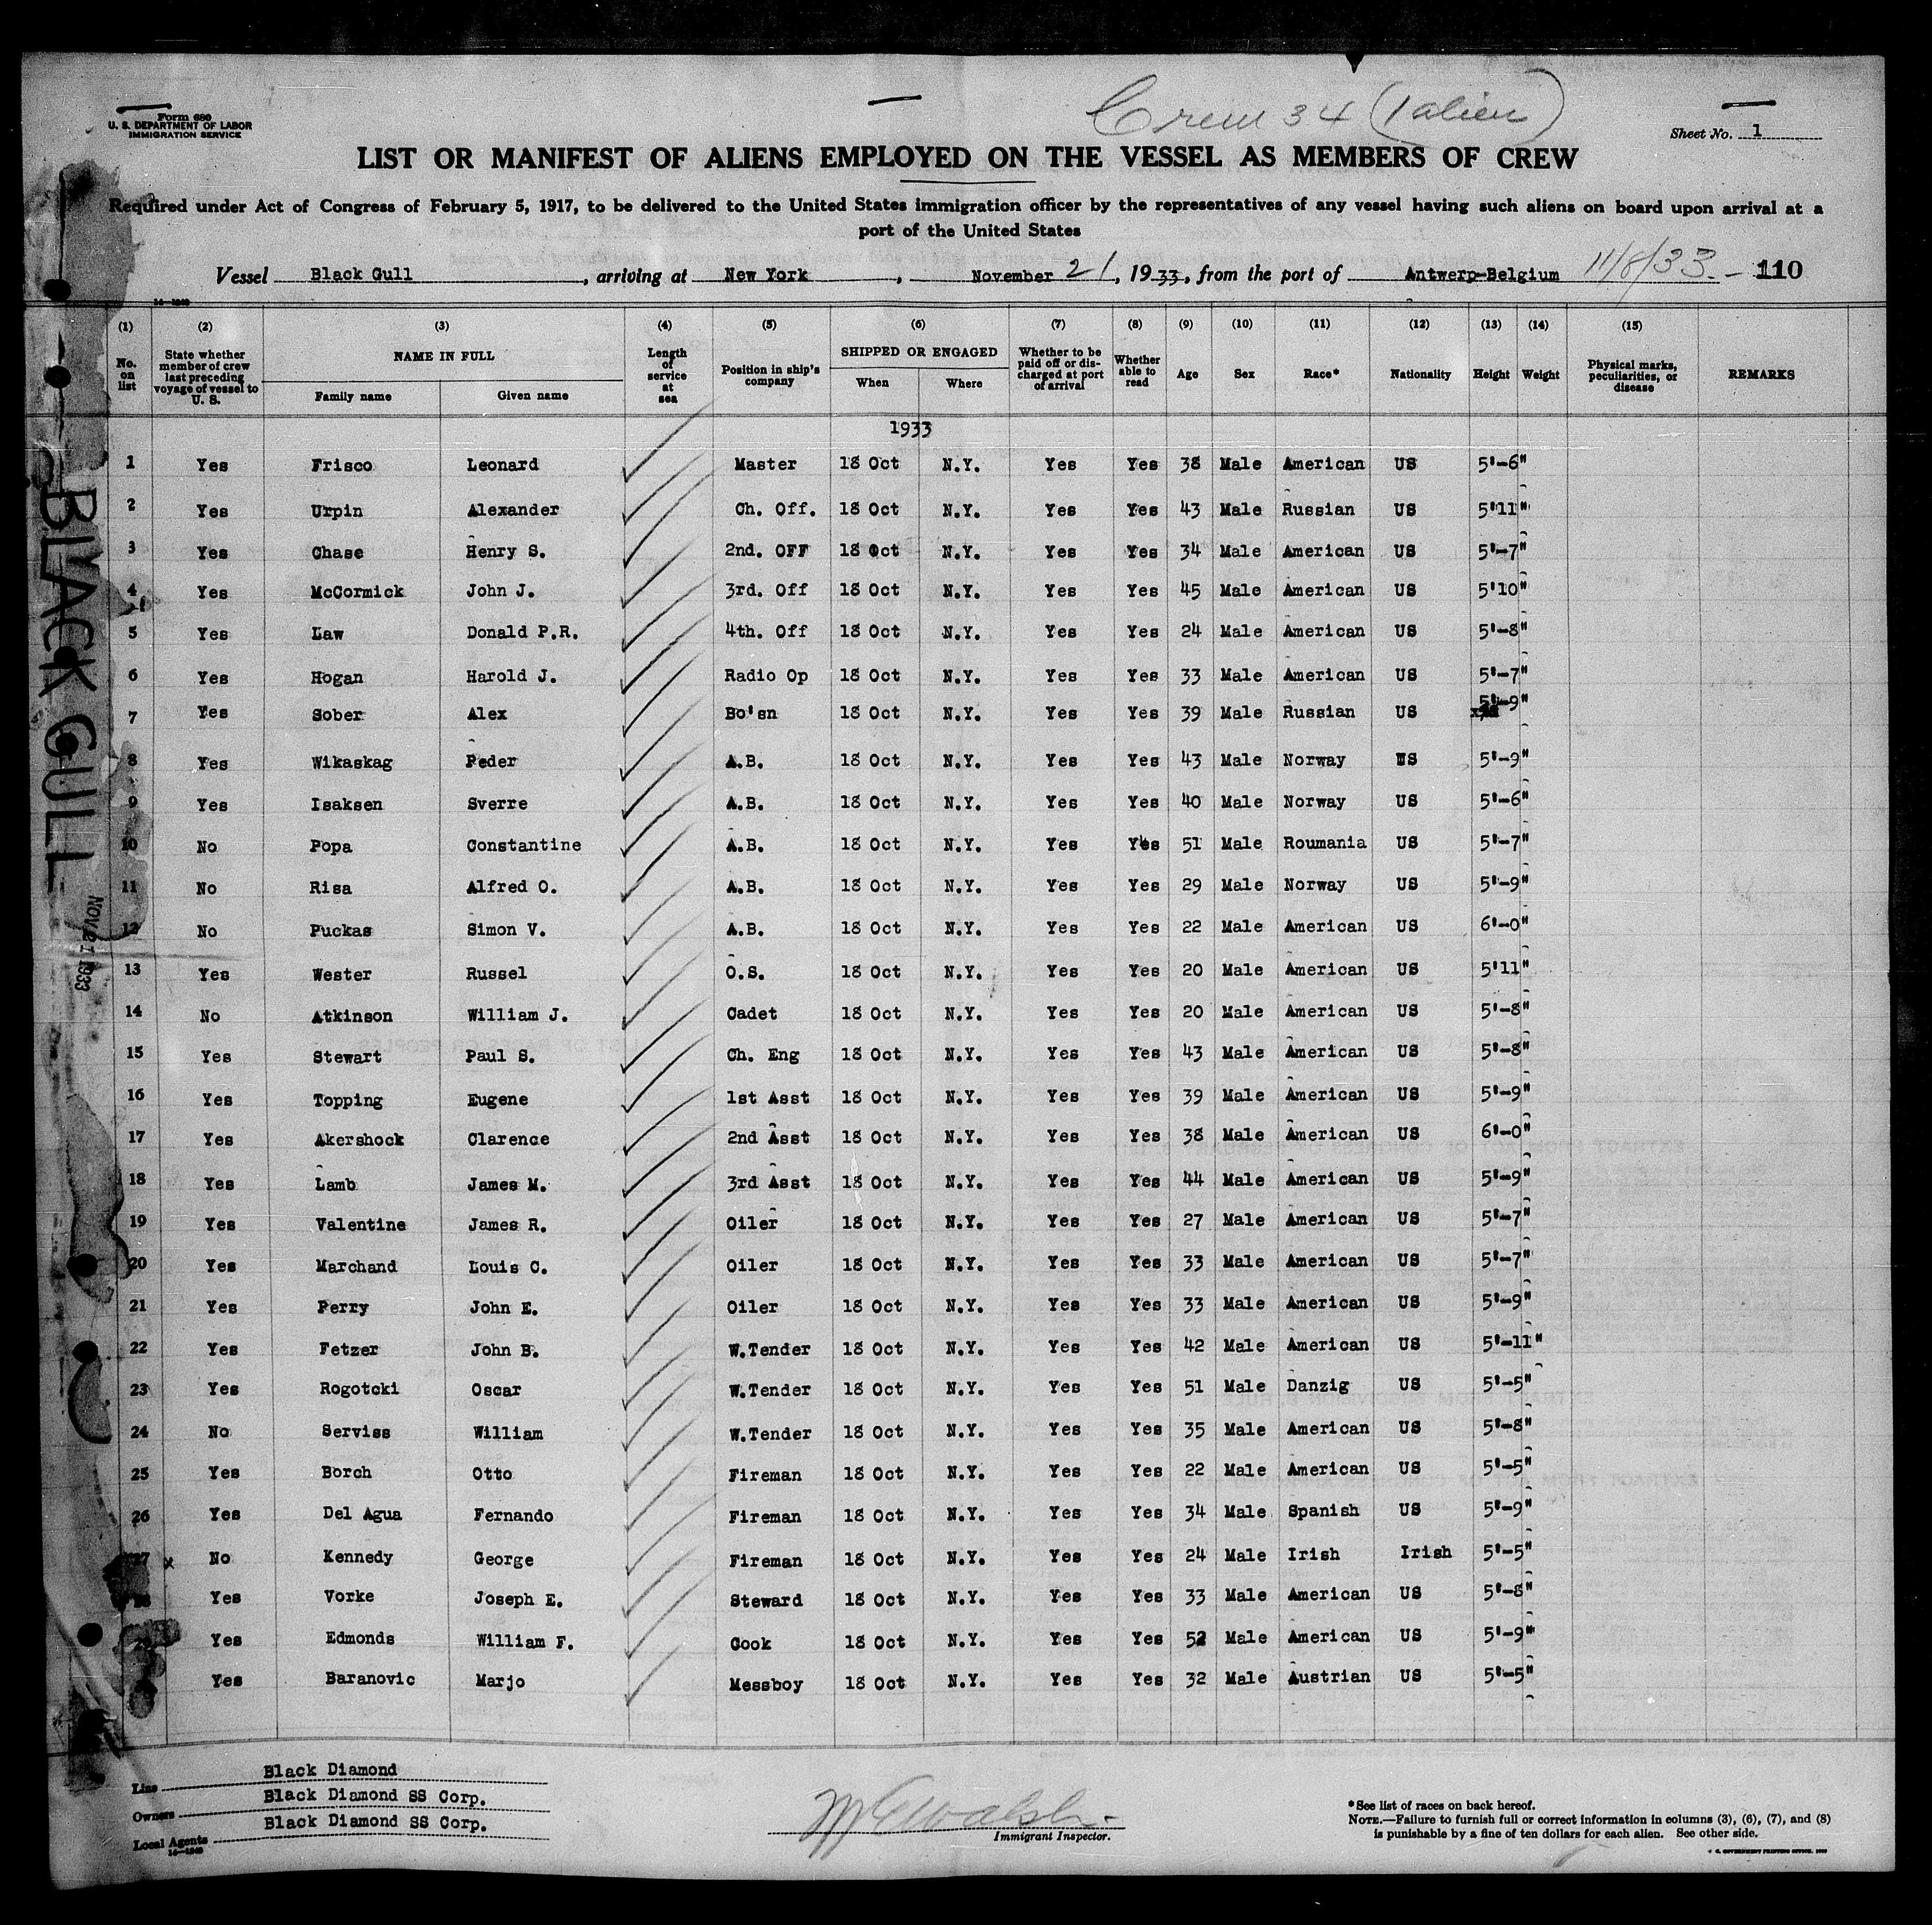 Crew 34 (1 alien)
Form 680
U. S. DEPARTMENT OF LABOR
IMMIGRATION SERVICE
Sheet No. 1
LIST OR MANIFEST OF ALIENS EMPLOYED ON THE VESSEL AS MEMBERS OF CREW
Required under Act of Congress of February 5, 1917, to be delivered to the United States immigration officer by the representatives of any vessel having such aliens on board upon arrival at a
port of the United States
Vessel Black Gull, arriving at New York, November 21, 1933, from the port of Antwerp-Belgium 11/8/33. - 110
(1) (2) (3) (4) (5) (6) (7) (8) (9) (10) (11) (12) (13) (14) (15)
No. on list State whether member of crew last preceding voyage of vessel to U. S. NAME IN FULL Family name Given name Length of service at sea Position in ship's company SHIPPED OR ENGAGED When Where Whether to be paid off or discharged at port of arrival Whether able to read Age Sex Race* Nationality Height Weight Physical marks, peculiarities, or disease REMARKS
1933
1 Yes Frisco Leonard Master 18 Oct N.Y. Yes Yes 38 Male American US 5'-6"
2 Yes Urpin Alexander Ch. Off. 18 Oct N.Y. Yes Yes 43 Male Russian US 5'11"
3 Yes Chase Henry S. 2nd. OFF 18 Oct N.Y. Yes Yes 34 Male American US 5'-7"
4 Yes McCormick John J. 3rd. Off 18 Oct N.Y. Yes Yes 45 Male American US 5'10"
5 Yes Law Donald P.R. 4th. Off 18 Oct N.Y. Yes Yes 24 Male American US 5'-8"
6 Yes Hogan Harold J. Radio Op 18 Oct N.Y. Yes Yes 33 Male American US 5'-7"
7 Yes Sober Alex Bo'sn 18 Oct N.Y. Yes Yes 39 Male Russian US 5'-9"
8 Yes Wikaskag Peder A.B. 18 Oct N.Y. Yes Yes 43 Male Norway US 5'-9"
9 Yes Isaksen Sverre A.B. 18 Oct N.Y. Yes Yes 40 Male Norway US 5'-6"
10 No Popa Constantine A.B. 18 Oct N.Y. Yes Yes 51 Male Roumania US 5'-7"
11 No Risa Alfred O. A.B. 18 Oct N.Y. Yes Yes 29 Male Norway US 5'-9"
12 No Puckas Simon V. A.B. 18 Oct N.Y. Yes Yes 22 Male American US 6'-0"
13 Yes Wester Russel O.S. 18 Oct N.Y. Yes Yes 20 Male American US 5'11"
14 No Atkinson William J. Cadet 18 Oct N.Y. Yes Yes 20 Male American US 5'-8"
15 Yes Stewart Paul S. Ch. Eng 18 Oct N.Y. Yes Yes 43 Male American US 5'-8"
16 Yes Topping Eugene 1st Asst 18 Oct N.Y. Yes Yes 39 Male American US 5'-9"
17 Yes Akershock Clarence 2nd Asst 18 Oct N.Y. Yes Yes 38 Male American US 6'-0"
18 Yes Lamb James M. 3rd Asst 18 Oct N.Y. Yes Yes 44 Male American US 5'-9"
19 Yes Valentine James R. Oiler 18 Oct N.Y. Yes Yes 27 Male American US 5'-7"
20 Yes Marchand Louis C. Oiler 18 Oct N.Y. Yes Yes 33 Male American US 5'-7"
21 Yes Perry John E. Oiler 18 Oct N.Y. Yes Yes 33 Male American US 5'-9"
22 Yes Fetzer John B. W.Tender 18 Oct N.Y. Yes Yes 42 Male American US 5'-11"
23 Yes Rogotcki Oscar W.Tender 18 Oct N.Y. Yes Yes 51 Male Danzig US 5'-5"
24 No Serviss William W.Tender 18 Oct N.Y. Yes Yes 35 Male American US 5'-8"
25 Yes Borch Otto Fireman 18 Oct N.Y. Yes Yes 22 Male American US 5'-5"
26 Yes Del Agua Fernando Fireman 18 Oct N.Y. Yes Yes 34 Male Spanish US 5'-9"
27 x No Kennedy George Fireman 18 Oct N.Y. Yes Yes 24 Male Irish Irish 5'-5"
28 Yes Vorke Joseph E. Steward 18 Oct N.Y. Yes Yes 33 Male American US 5'-8"
29 Yes Edmonds William F. Cook 18 Oct N.Y. Yes Yes 52 Male American US 5'-9"
Yes Baranovic Marjo Messboy 18 Oct N.Y. Yes Yes 32 Male Austrian US 5'-5"
BLACK GULL
NOV 21 1933
Line Black Diamond
Owners Black Diamond SS Corp.
Local Agents Black Diamond SS Corp.
Walsh
Immigrant Inspector.
*See list of races on back hereof.
NOTE.—Failure to furnish full or correct information in columns (3), (6), (7), and (8)
is punishable by a fine of ten dollars for each alien. See other side.